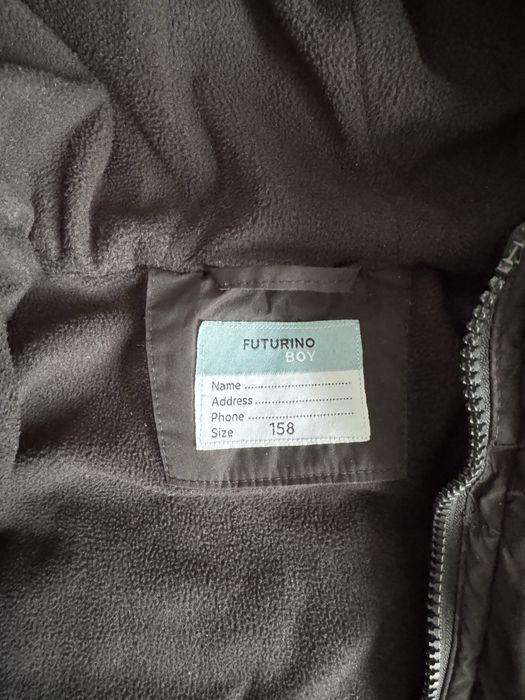 FUTURINO
BOY
Name ................................
Address ..............................
Phone ................................
Size 158